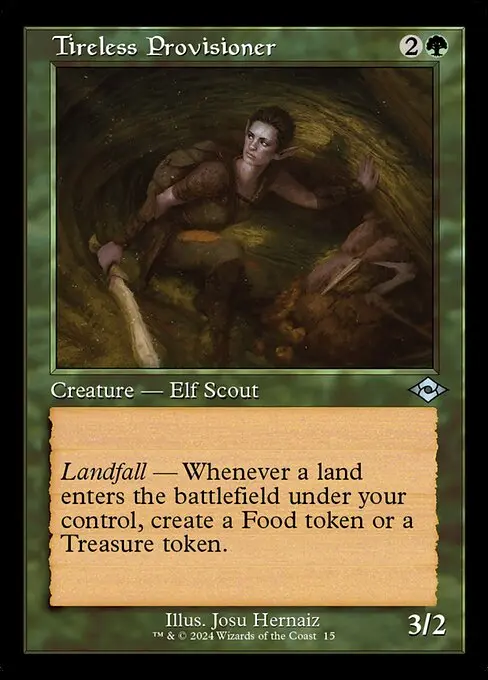 Tireless Provisioner 2
Creature — Elf Scout
Landfall — Whenever a land
enters the battlefield under your
control, create a Food token or a
Treasure token.
Illus. Josu Hernaiz
™ & © 2024 Wizards of the Coast 15
3/2